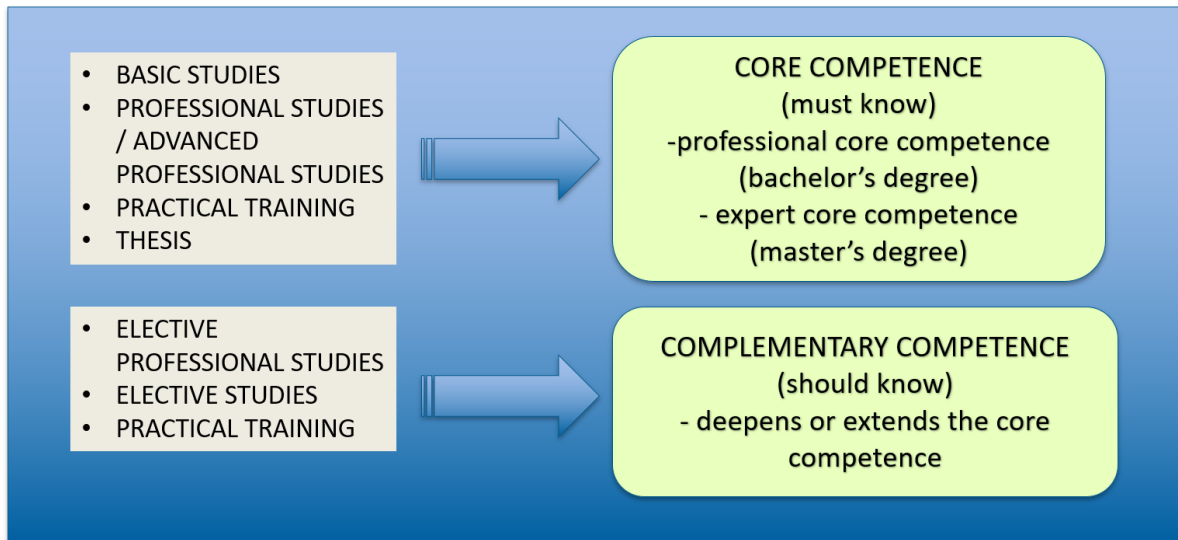 • BASIC STUDIES
• PROFESSIONAL STUDIES
/ ADVANCED
PROFESSIONAL STUDIES
• PRACTICAL TRAINING
• THESIS
CORE COMPETENCE
(must know)
-professional core competence
(bachelor’s degree)
- expert core competence
(master’s degree)
• ELECTIVE
PROFESSIONAL STUDIES
• ELECTIVE STUDIES
• PRACTICAL TRAINING
COMPLEMENTARY COMPETENCE
(should know)
- deepens or extends the core
competence